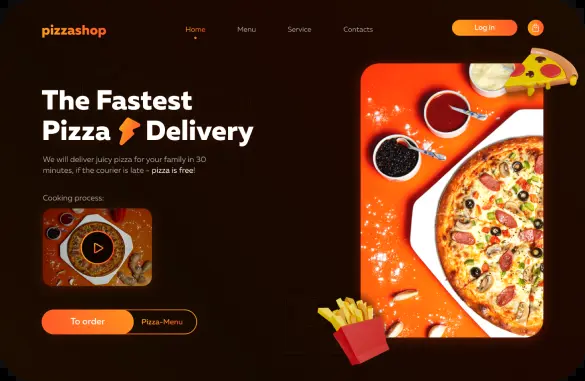 pizzashop
Home
Menu
Service
Contacts
Log In
The Fastest
Pizza Delivery
We will deliver juicy pizza for your family in 30
minutes, if the courier is late - pizza is free!
Cooking process:
To order
Pizza-Menu